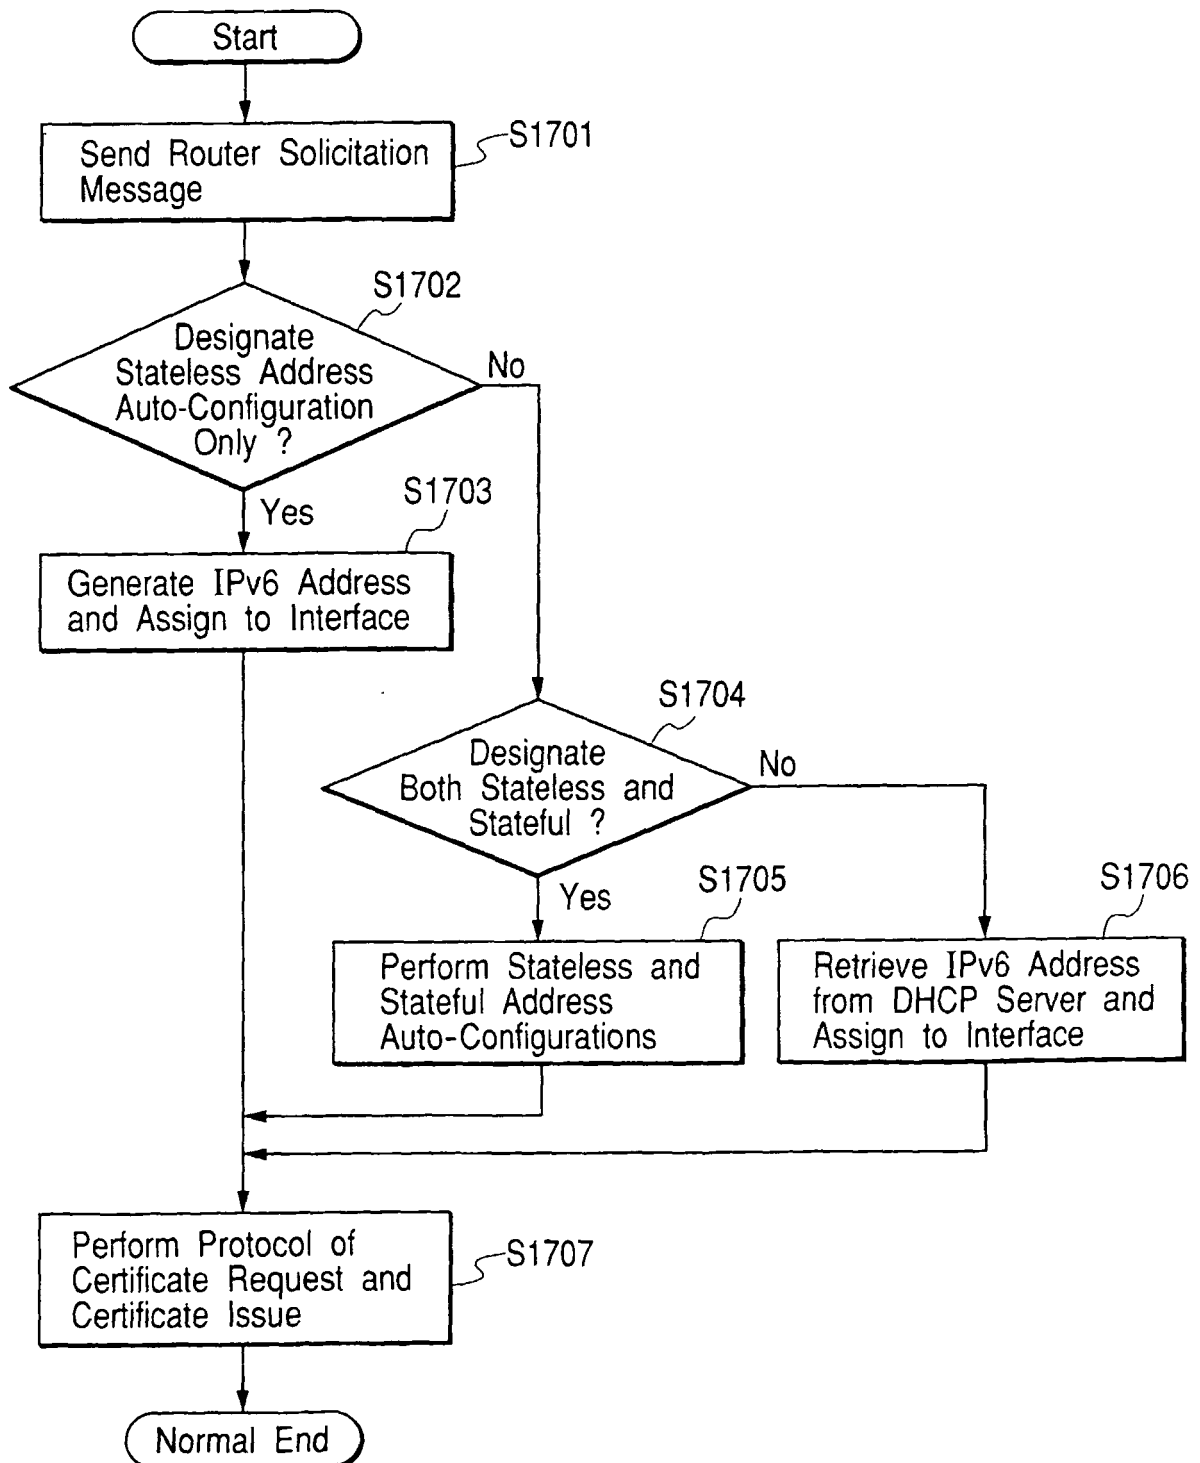 Start
Send Router Solicitation
Message
S1701
S1702
Designate
Stateless Address
Auto-Configuration
Only ?
No
Yes
S1703
Generate IPv6 Address
and Assign to Interface
S1704
Designate
Both Stateless and
Stateful ?
No
Yes
S1705
Perform Stateless and
Stateful Address
Auto-Configurations
S1706
Retrieve IPv6 Address
from DHCP Server and
Assign to Interface
Perform Protocol of
Certificate Request and
Certificate Issue
S1707
Normal End